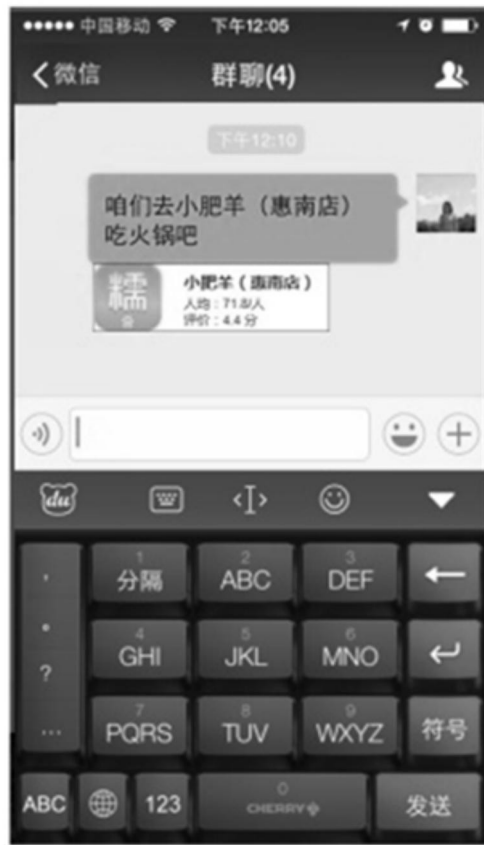 中国移动 下午12:05
微信 群聊(4)
下午12:10
咱们去小肥羊（惠南店）
吃火锅吧
糯
小肥羊（惠南店）
人均：71.8/人
评价：4.4分
du
，
。
?
...
1
分隔
2
ABC
3
DEF
4
GHI
5
JKL
6
MNO
7
PQRS
8
TUV
9
WXYZ
符号
ABC
123
0
CHERRY
发送